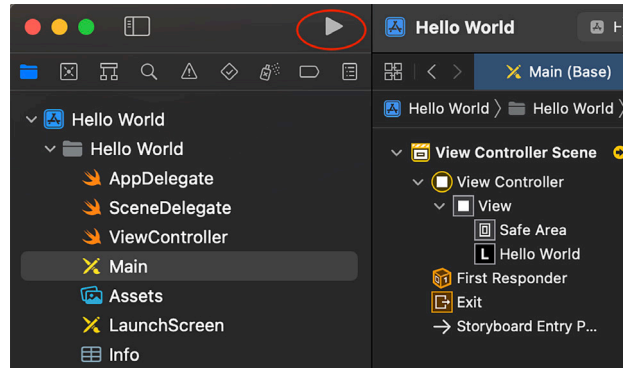 Hello World
H
Main (Base)
Hello World
Hello World
Hello World
Hello World
AppDelegate
SceneDelegate
ViewController
Main
Assets
LaunchScreen
Info
View Controller Scene
View Controller
View
Safe Area
L Hello World
First Responder
Exit
Storyboard Entry P...